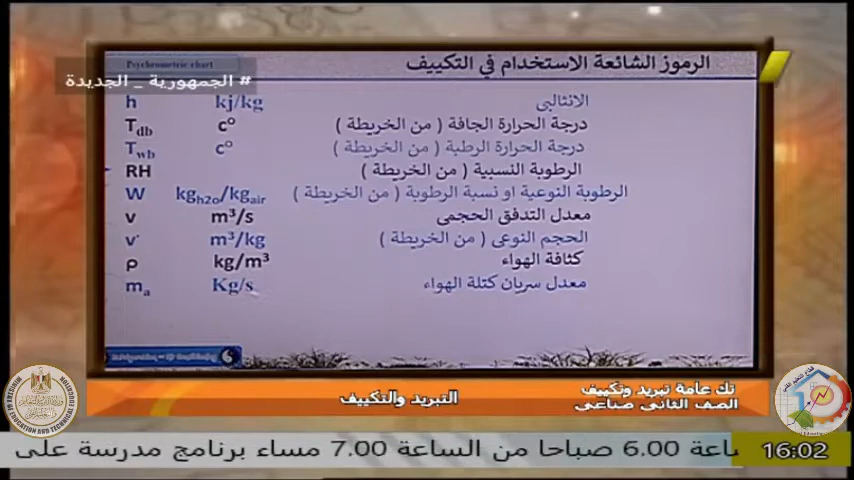 Psychrometric chart
الرموز الشائعة الاستخدام في التكييف
# الجمهورية _ الجديدة
h kj/kg الانثالبى
Tdb c° درجة الحرارة الجافة ( من الخريطة )
Twb c° درجة الحرارة الرطبة ( من الخريطة )
RH الرطوبة النسبية ( من الخريطة )
W kgh2o/kgair الرطوبة النوعية او نسبة الرطوبة ( من الخريطة )
v m³/s معدل التدفق الحجمى
v' m³/kg الحجم النوعى ( من الخريطة )
ρ kg/m³ كثافة الهواء
ma Kg/s معدل سريان كتلة الهواء
تك عامة تبريد وتكييف
الصف الثانى صناعى
التبريد والتكييف
ـاعة 6.00 صباحا من الساعة 7.00 مساء برنامج مدرسة على
16:02